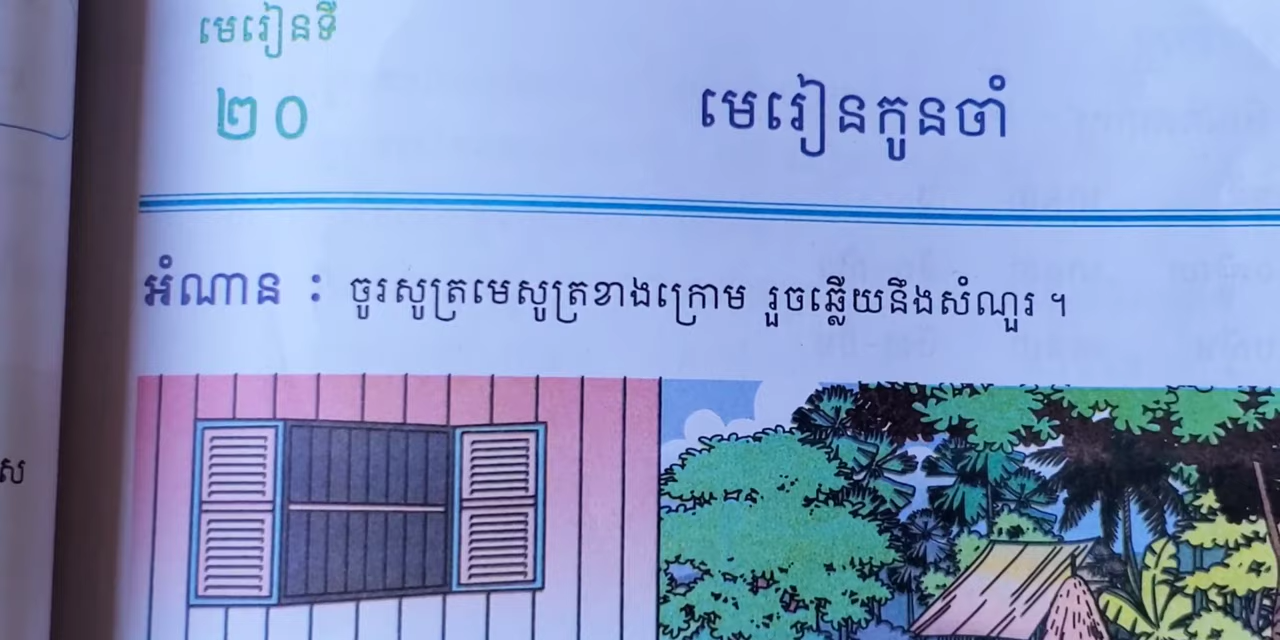 មេរៀនទី
២០
មេរៀនកូនចាំ
អំណាន ៖ ចូរសូត្រមេសូត្រខាងក្រោម រួចឆ្លើយនឹងសំណួរ ។
ស